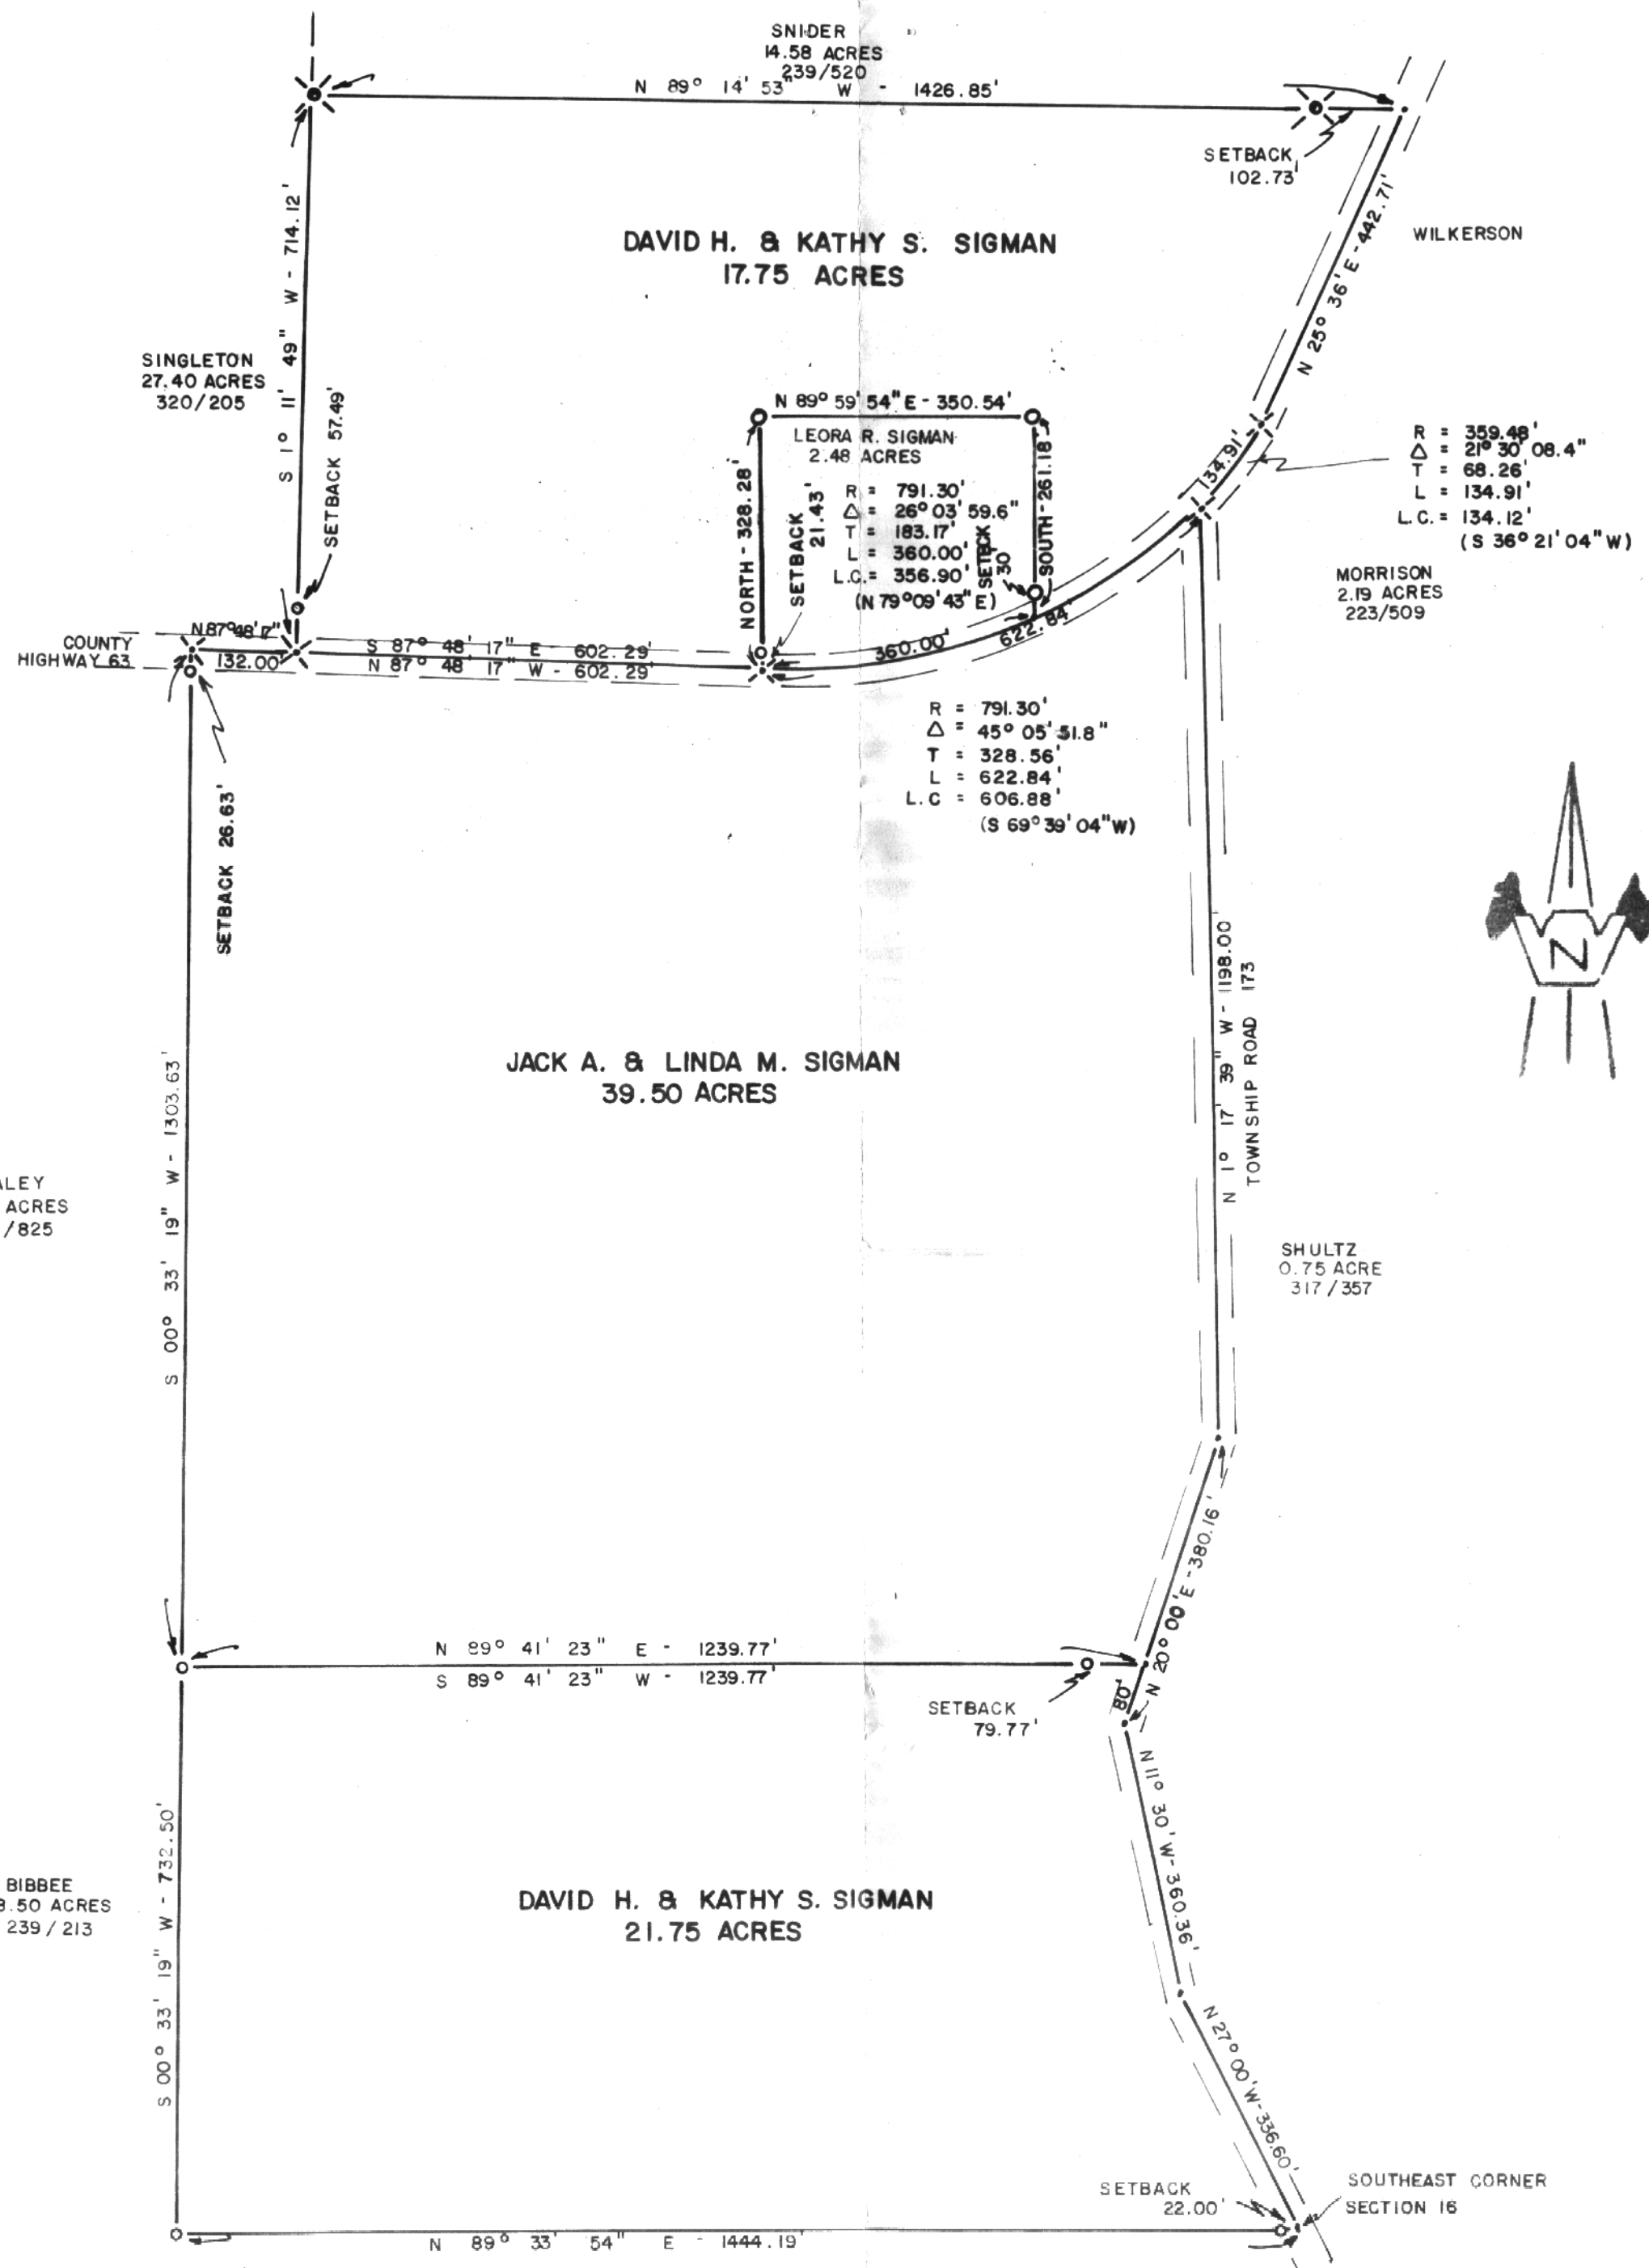 SNIDER
14.58 ACRES
239/520
N 89° 14' 53" W - 1426.85'
SETBACK
102.73'
S 1° 11' 49" W - 714.12'
DAVID H. & KATHY S. SIGMAN
17.75 ACRES
WILKERSON
N 25° 36' E - 442.71'
SINGLETON
27.40 ACRES
320/205
SETBACK 57.49'
N 89° 59' 54" E - 350.54'
LEORA R. SIGMAN
2.48 ACRES
NORTH - 328.28'
SETBACK
21.43'
R = 791.30'
Δ = 26° 03' 59.6"
T = 183.17'
L = 360.00'
L.C. = 356.90'
(N 79° 09' 43" E)
SETBCK
30'
SOUTH - 261.18
134.91'
R = 359.48'
Δ = 21° 30' 08.4"
T = 68.26'
L = 134.91'
L.C. = 134.12'
(S 36° 21' 04" W)
MORRISON
2.19 ACRES
223/509
COUNTY
HIGHWAY 63
N 87° 48' 17"
132.00'
S 87° 48' 17" E - 602.29'
N 87° 48' 17" W - 602.29'
360.00'
622.84'
R = 791.30'
Δ = 45° 05' 51.8"
T = 328.56'
L = 622.84'
L.C = 606.88'
(S 69° 39' 04" W)
SETBACK 26.63'
N
N 1° 17' 39" W - 1198.00'
TOWNSHIP ROAD 173
JACK A. & LINDA M. SIGMAN
39.50 ACRES
S 00° 33' 19" W - 1303.63'
LEY
ACRES
/825
SHULTZ
0.75 ACRE
317/357
N 20° 00' E - 380.16'
N 89° 41' 23" E - 1239.77'
S 89° 41' 23" W - 1239.77'
80'
SETBACK
79.77'
N 11° 30' W - 360.36'
S 00° 33' 19" W - 732.50'
BIBBEE
.50 ACRES
239/213
DAVID H. & KATHY S. SIGMAN
21.75 ACRES
N 27° 00' W - 336.60'
SETBACK
22.00'
SOUTHEAST CORNER
SECTION 16
N 89° 33' 54" E - 1444.19'